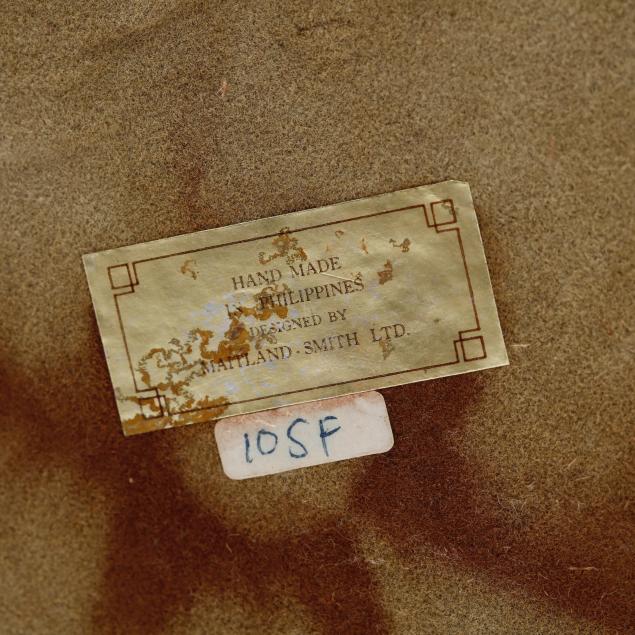 HAND MADE
IN PHILIPPINES
DESIGNED BY
MAITLAND-SMITH LTD.
10SF